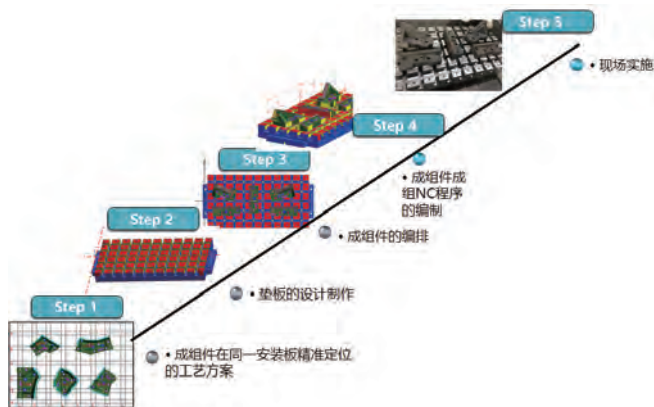 Step 5
• 现场实施
Step 4
• 成组件成
组NC程序
的编制
Step 3
• 成组件的编排
Step 2
• 垫板的设计制作
Step 1
• 成组件在同一安装板精准定位
的工艺方案